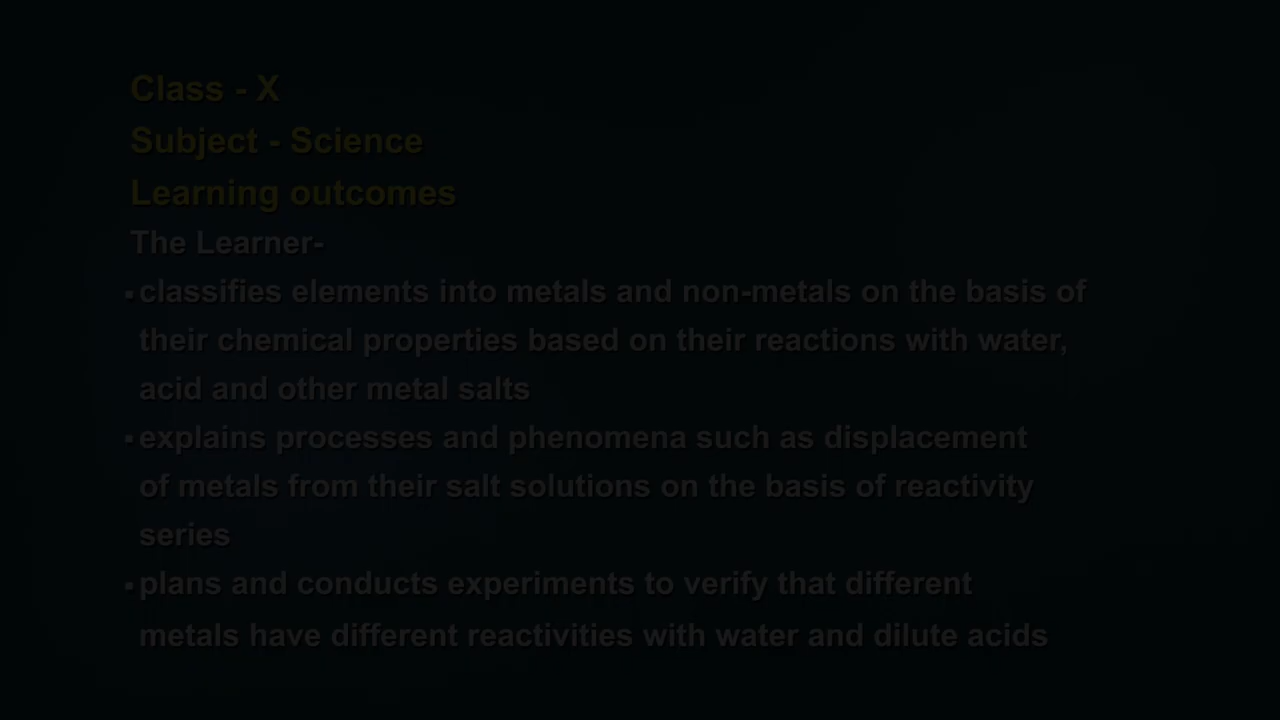 Class - X
Subject - Science
Learning outcomes
The Learner-
▪classifies elements into metals and non-metals on the basis of
their chemical properties based on their reactions with water,
acid and other metal salts
▪explains processes and phenomena such as displacement
of metals from their salt solutions on the basis of reactivity
series
▪plans and conducts experiments to verify that different
metals have different reactivities with water and dilute acids